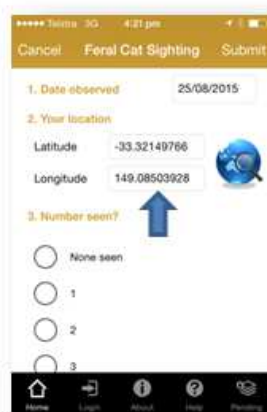 Telstra 3G 4:21 pm
Cancel Feral Cat Sighting Submit
1. Date observed 25/08/2015
2. Your location
Latitude -33.32149766
Longitude 149.08503928
3. Number seen?
None seen
1
2
3
Home Login About Help Pending